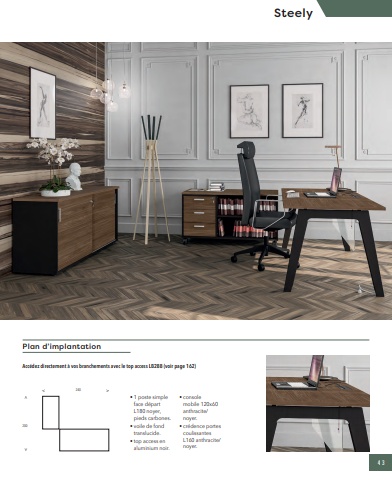 Steely
Plan d'implantation
Accédez directement à vos branchements avec le top access LB288 (voir page 162)
• 1 poste simple
face départ
L180 noyer,
pieds carbones.
• voile de fond
translucide.
• top access en
aluminium noir.
• console
mobile 120x60
anthracite/
noyer.
• crédence portes
coulissantes
L160 anthracite/
noyer.
43